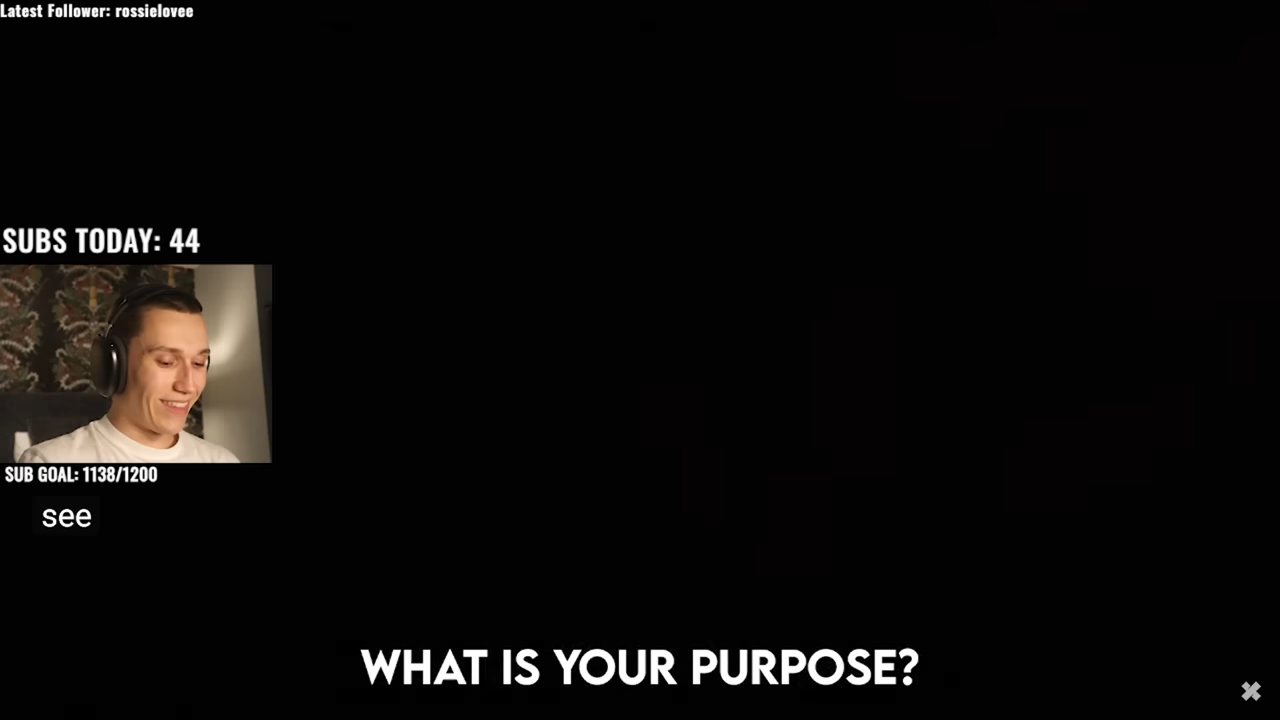 Latest Follower: rossielovee
SUBS TODAY: 44
SUB GOAL: 1138/1200
see
WHAT IS YOUR PURPOSE?